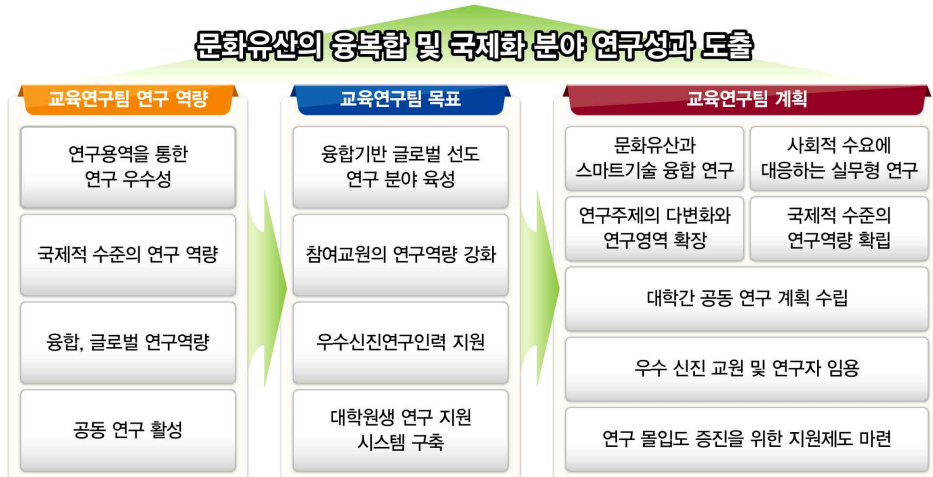 문화유산의 융복합 및 국제화 분야 연구성과 도출
교육연구팀 연구 역량
연구용역을 통한
연구 우수성
국제적 수준의 연구 역량
융합, 글로벌 연구역량
공동 연구 활성
교육연구팀 목표
융합기반 글로벌 선도
연구 분야 육성
참여교원의 연구역량 강화
우수신진연구인력 지원
대학원생 연구 지원
시스템 구축
교육연구팀 계획
문화유산과
스마트기술 융합 연구
사회적 수요에
대응하는 실무형 연구
연구주제의 다변화와
연구영역 확장
국제적 수준의
연구역량 확립
대학간 공동 연구 계획 수립
우수 신진 교원 및 연구자 임용
연구 몰입도 증진을 위한 지원제도 마련